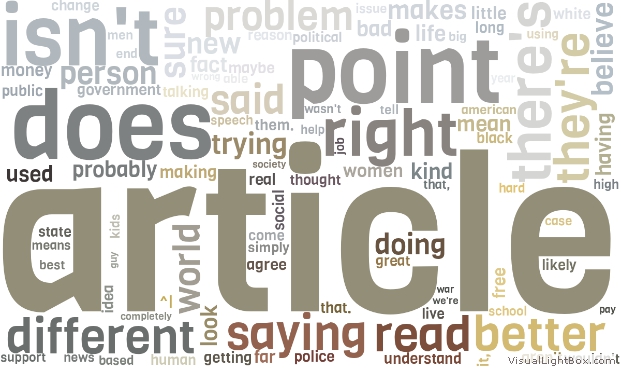 change
issue
makes
little
white
isn't
men
end
sure
new
problem
reason
political
bad
life
big
long
using
believe
money
person
fact
maybe
wrong
able
point
there's
they're
year
public
government
talking
said
does
speech
them.
wasn't
tell
american
help
trying
right
job
mean
black
having
used
probably
making
society
real
thought
women
kind
that,
hard
high
article
state
means
best
guy
kids
idea
world
social
come
simply
agree
doing
great
case
likely
free
war
we're
live
school
pay
^|
completely
look
that.
different
saying
read
better
support
news
based
human
getting
far
police
understand
it,
VisualLightBox.com